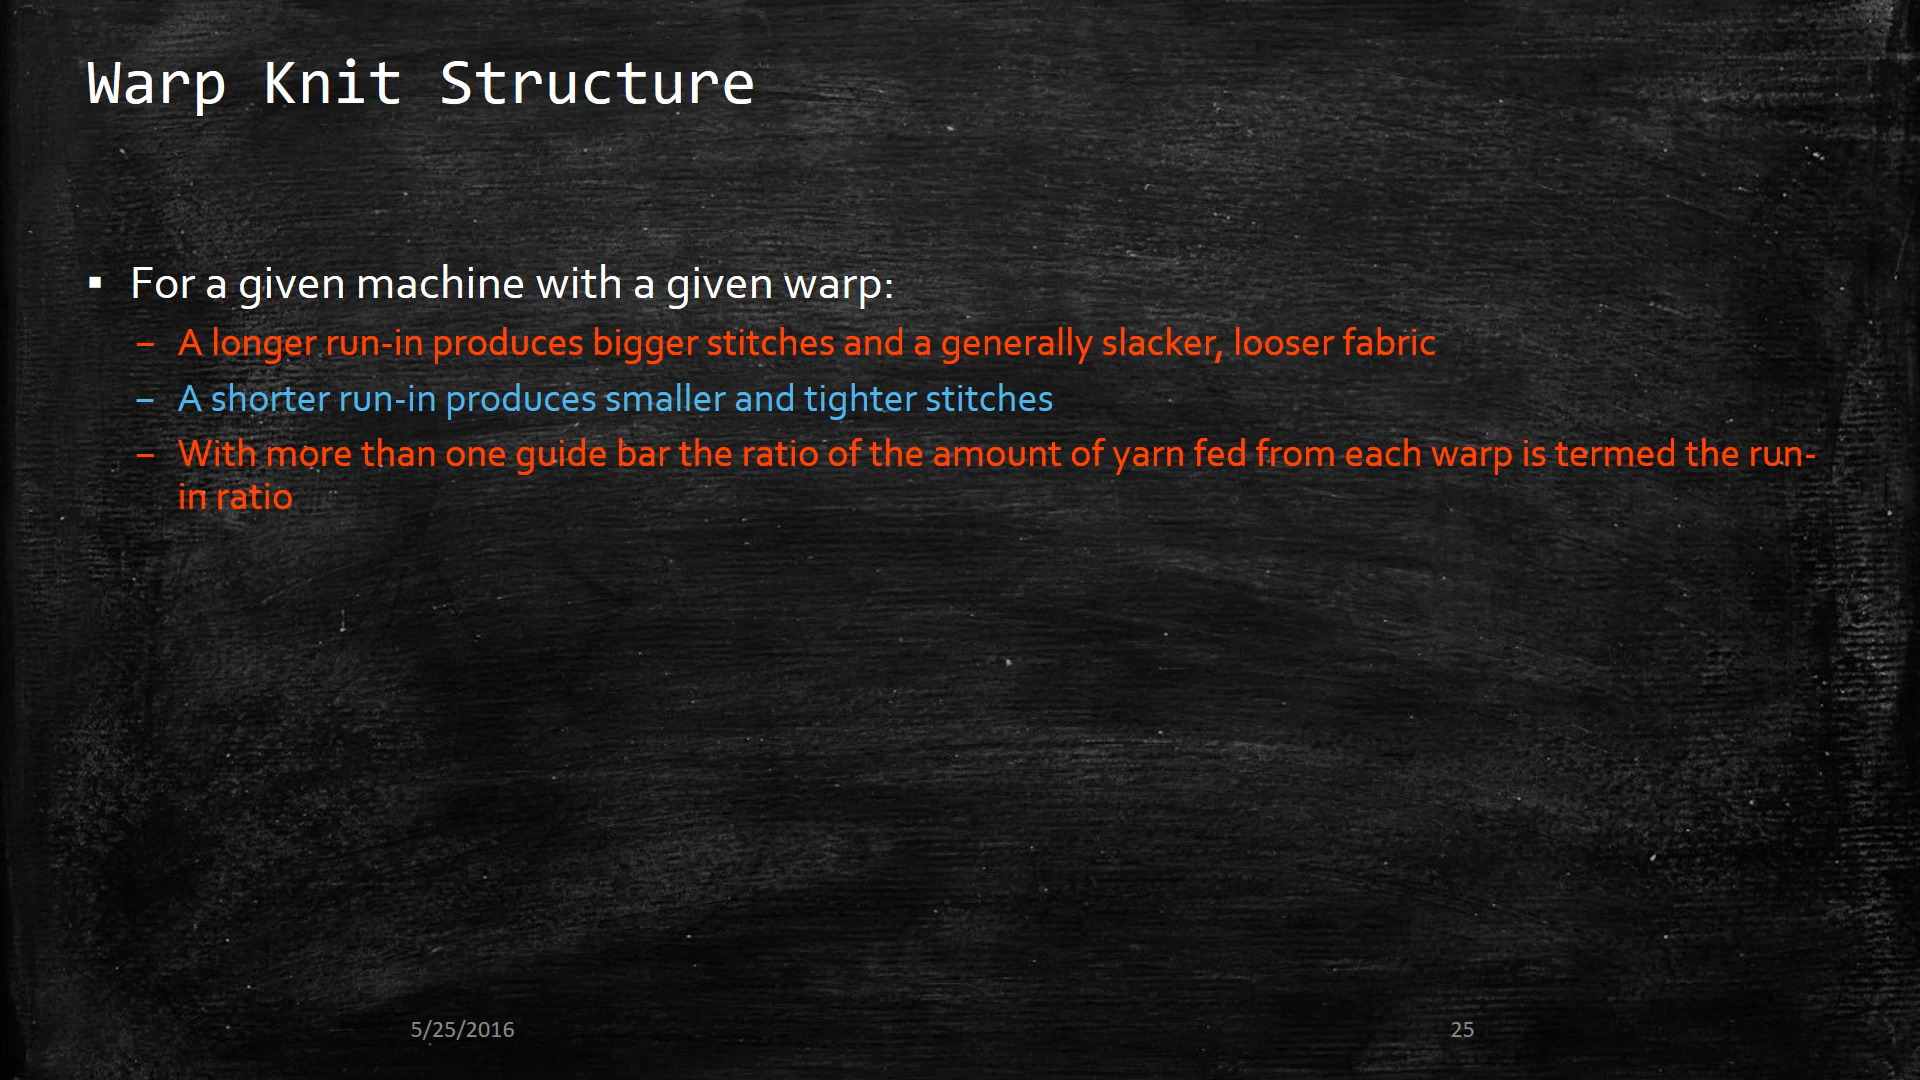 Warp Knit Structure
▪ For a given machine with a given warp:
– A longer run-in produces bigger stitches and a generally slacker, looser fabric
– A shorter run-in produces smaller and tighter stitches
– With more than one guide bar the ratio of the amount of yarn fed from each warp is termed the run-
in ratio
5/25/2016
25